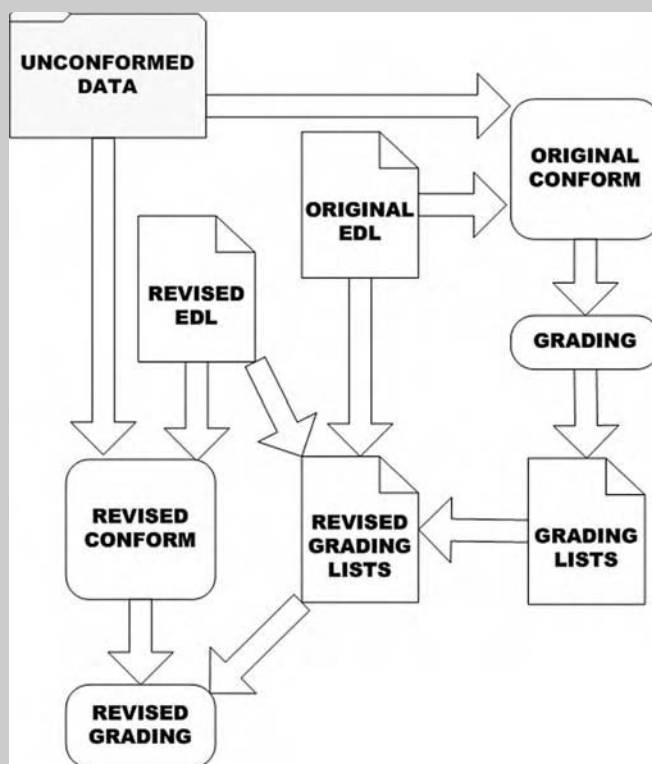 UNCONFORMED
DATA
ORIGINAL
CONFORM
ORIGINAL
EDL
REVISED
EDL
GRADING
REVISED
CONFORM
REVISED
GRADING
LISTS
GRADING
LISTS
REVISED
GRADING